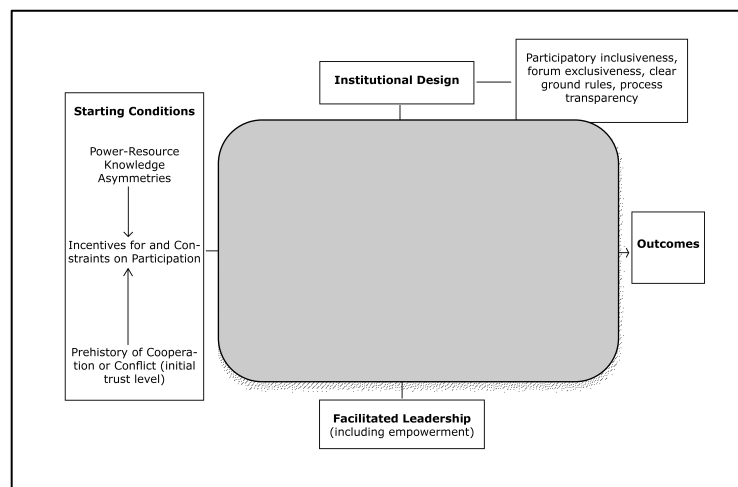 Institutional Design
Participatory inclusiveness,
forum exclusiveness, clear
ground rules, process
transparency
Starting Conditions
Power-Resource
Knowledge
Asymmetries
Incentives for and Con-
straints on Participation
Prehistory of Coopera-
tion or Conflict (initial
trust level)
Outcomes
Facilitated Leadership
(including empowerment)